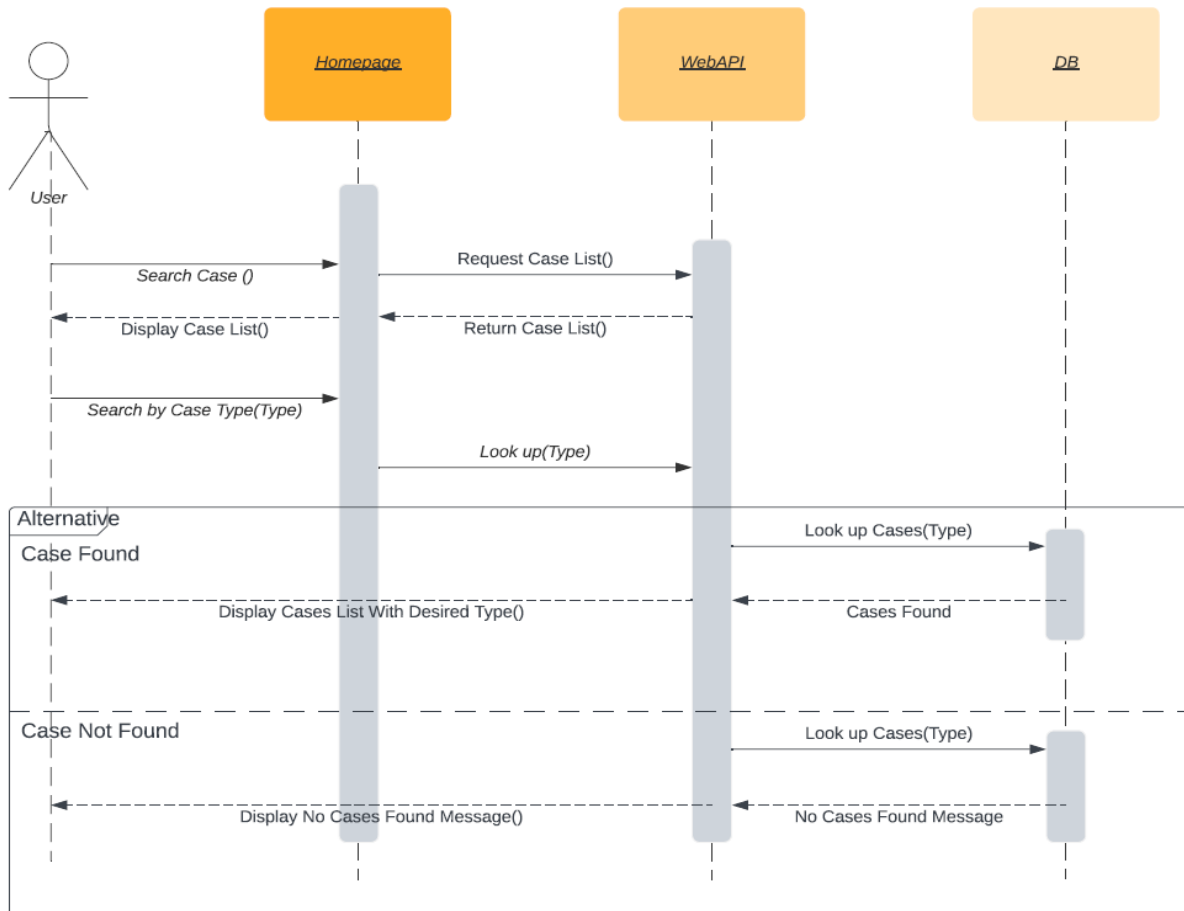 Homepage
WebAPI
DB
User
Search Case ()
Request Case List()
Display Case List()
Return Case List()
Search by Case Type(Type)
Look up(Type)
Alternative
Case Found
Look up Cases(Type)
Display Cases List With Desired Type()
Cases Found
Case Not Found
Look up Cases(Type)
Display No Cases Found Message()
No Cases Found Message